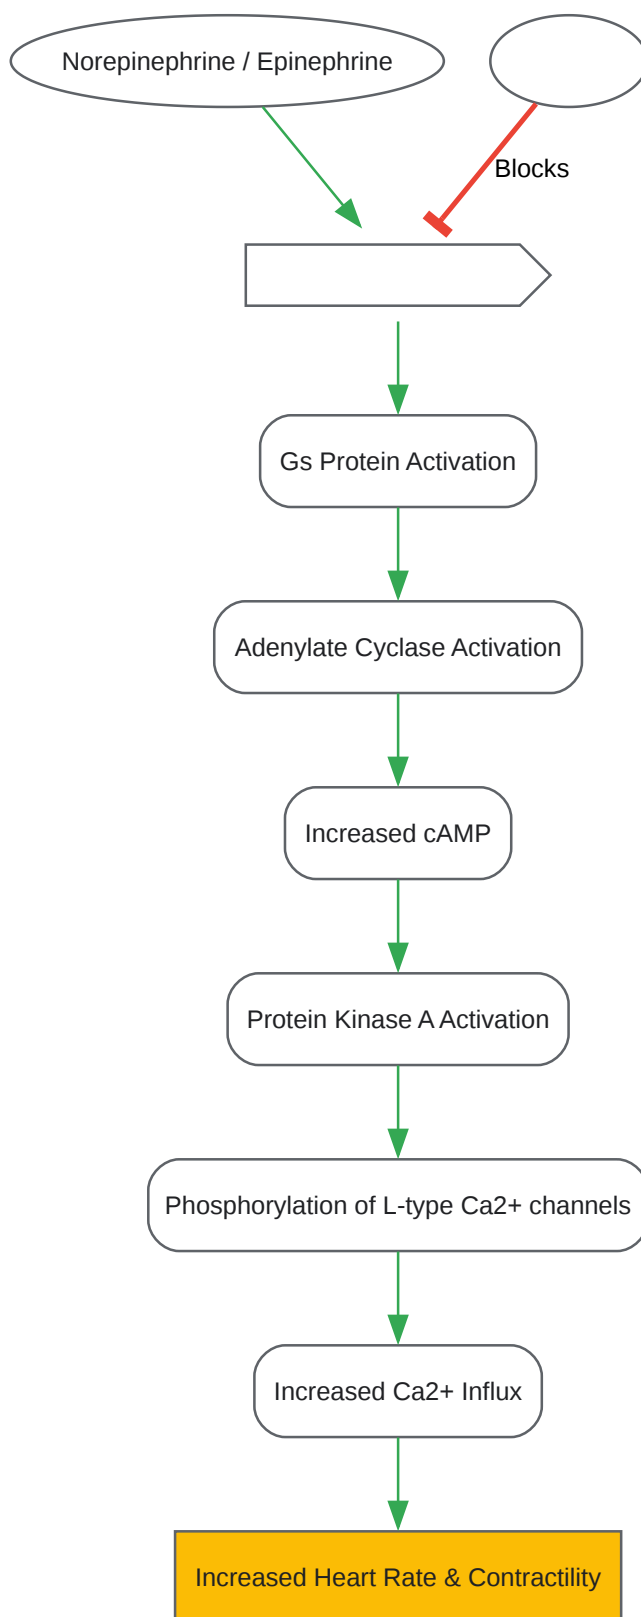 Norepinephrine / Epinephrine
Blocks
Gs Protein Activation
Adenylate Cyclase Activation
Increased cAMP
Protein Kinase A Activation
Phosphorylation of L-type Ca2+ channels
Increased Ca2+ Influx
Increased Heart Rate & Contractility